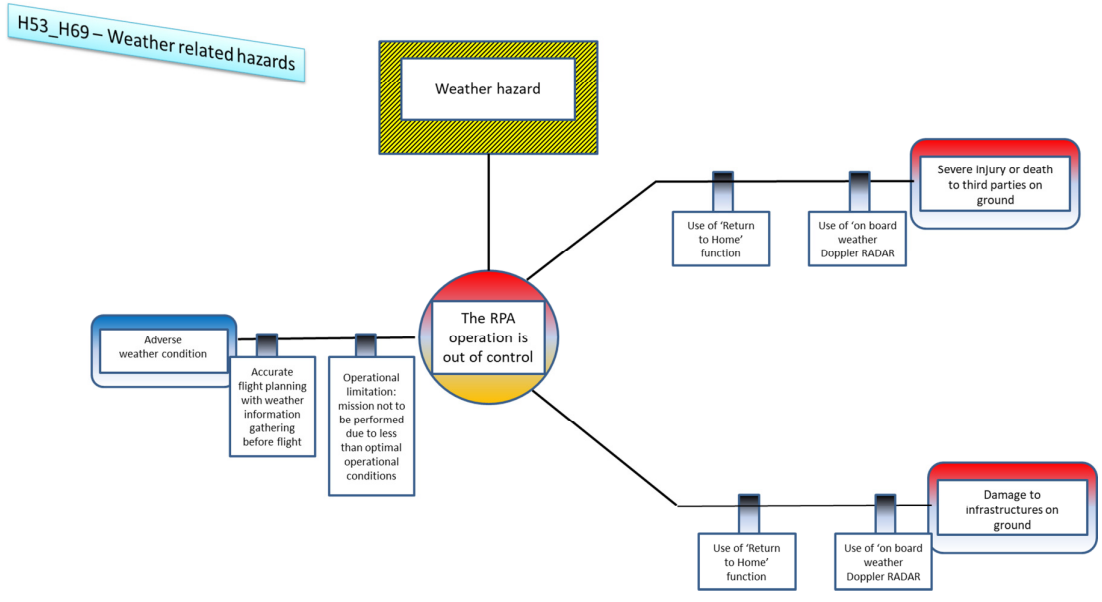 H53_H69 – Weather related hazards
Weather hazard
Severe Injury or death
to third parties on
ground
Use of ‘Return
to Home’
function
Use of ‘on board
weather
Doppler RADAR
The RPA
operation is
out of control
Adverse
weather condition
Accurate
flight planning
with weather
information
gathering
before flight
Operational
limitation:
mission not to
be performed
due to less
than optimal
operational
conditions
Damage to
infrastructures on
ground
Use of ‘Return
to Home’
function
Use of ‘on board
weather
Doppler RADAR